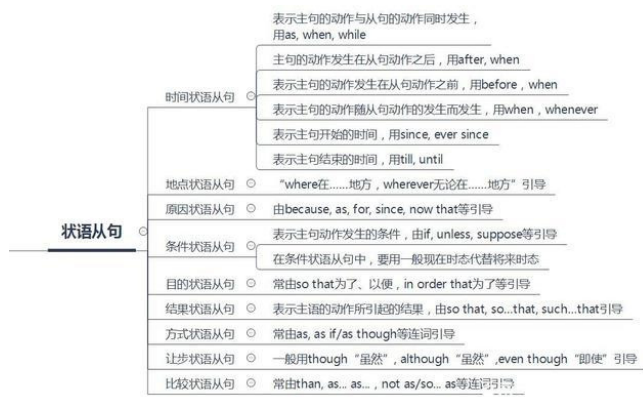 表示主句的动作与从句的动作同时发生，
用as, when, while
主句的动作发生在从句动作之后，用after, when
表示主句的动作发生在从句动作之前，用before，when
时间状语从句
表示主句的动作随从句动作的发生而发生，用when，whenever
表示主句开始的时间，用since, ever since
表示主句结束的时间，用till, until
地点状语从句
“where在……地方，wherever无论在……地方”引导
原因状语从句
由because, as, for, since, now that等引导
状语从句
条件状语从句
表示主句动作发生的条件，由if, unless, suppose等引导
在条件状语从句中，要用一般现在时态代替将来时态
目的状语从句
常由so that为了、以便，in order that为了等引导
结果状语从句
表示主语的动作所引起的结果，由so that, so…that, such…that引导
方式状语从句
常由as, as if/as though等连词引导
让步状语从句
一般用though“虽然”, although“虽然”,even though“即使”引导
比较状语从句
常由than, as... as...，not as/so... as等连词引导